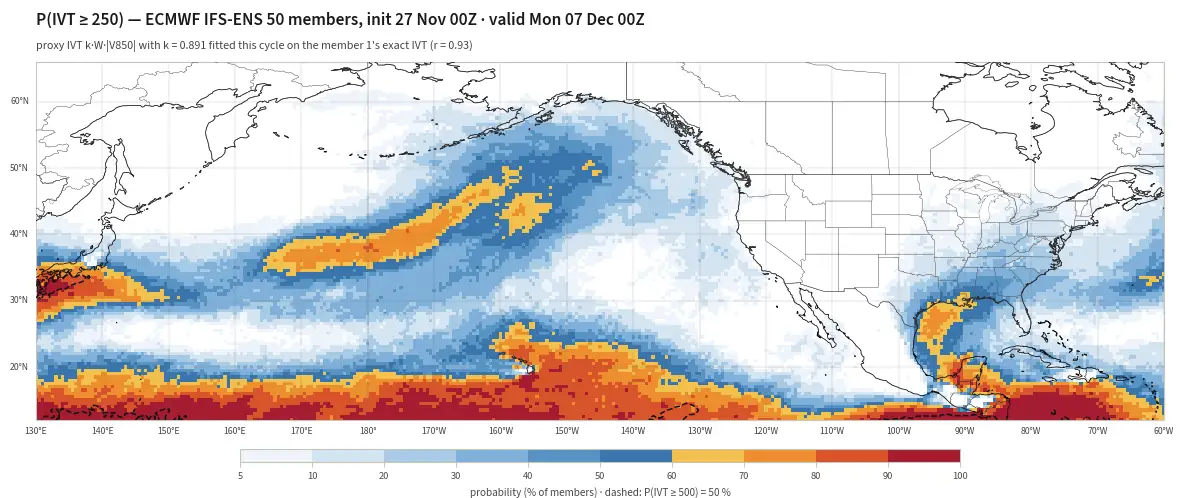 P(IVT ≥ 250) — ECMWF IFS-ENS 50 members, init 27 Nov 00Z · valid Mon 07 Dec 00Z
proxy IVT k·W·|V850| with k = 0.891 fitted this cycle on the member 1's exact IVT (r = 0.93)
60°N
50°N
40°N
30°N
20°N
130°E 140°E 150°E 160°E 170°E 180° 170°W 160°W 150°W 140°W 130°W 120°W 110°W 100°W 90°W 80°W 70°W 60°W
5 10 20 30 40 50 60 70 80 90 100
probability (% of members) · dashed: P(IVT ≥ 500) = 50 %